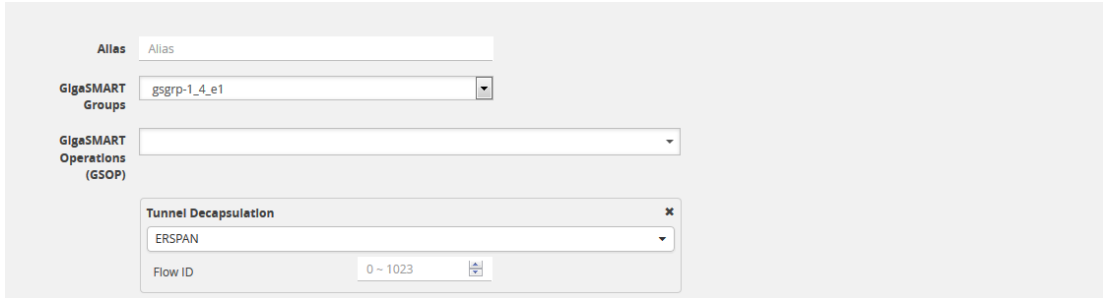 Alias Alias
GigaSMART gsgrp-1_4_e1
Groups
GigaSMART
Operations
(GSOP)
Tunnel Decapsulation ✖
ERSPAN
Flow ID 0 ~ 1023